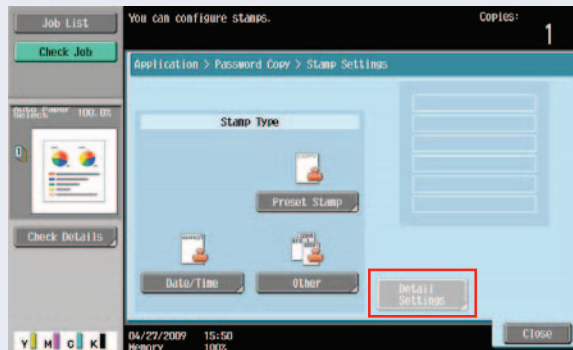 Job List
You can configure stamps.
Copies:
1
Check Job
Application > Password Copy > Stamp Settings
Auto Paper Select
100.0%
Stamp Type
Preset Stamp
Check Details
Date/Time
Other
Detail
Settings
Close
Y M C K
04/27/2009 15:50
Memory 100%